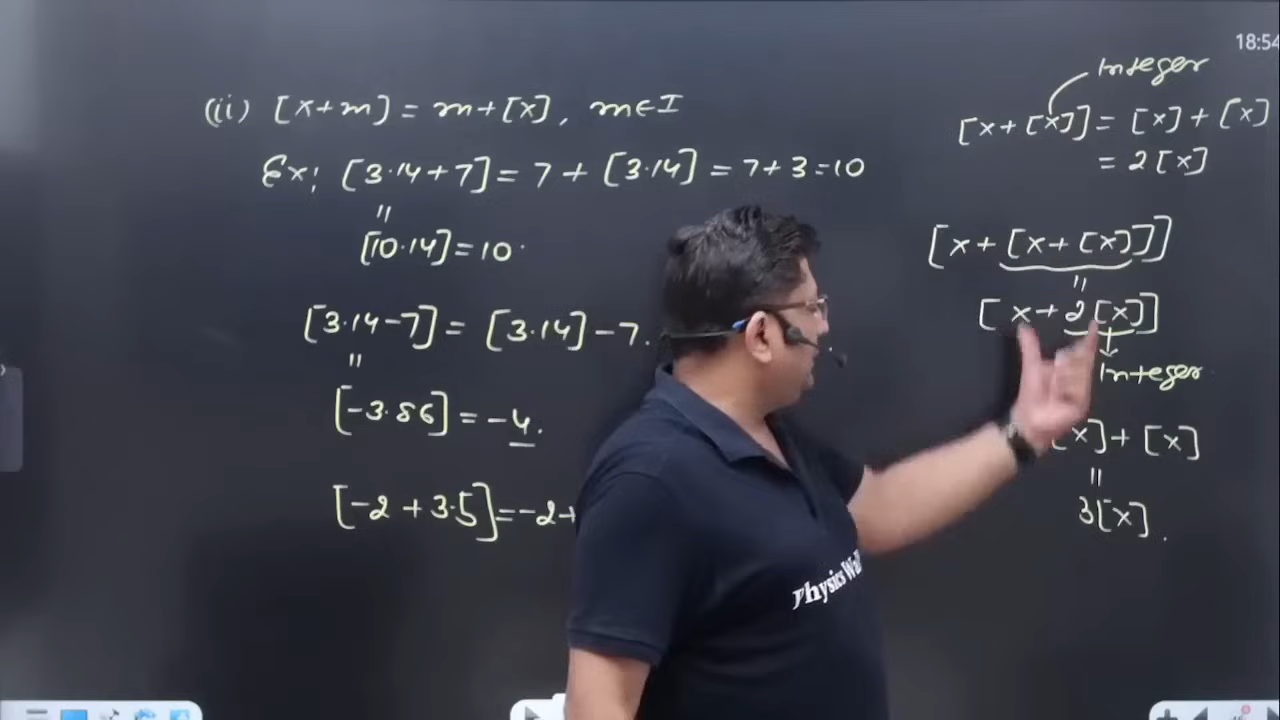 18:54
(ii) [x+m] = m+[x], m∈I
Ex: [3.14+7] = 7 + [3.14] = 7+3=10
"
[10.14] = 10.
[3.14-7] = [3.14] - 7.
"
[-3.86] = -4.
[-2 + 3.5] = -2+
Integer
[x+[x]] = [x] + [x]
= 2[x]
[x + [x + [x]]]
"
[x+2[x]]
Integer
x] + [x]
"
3[x].
Physics Wal